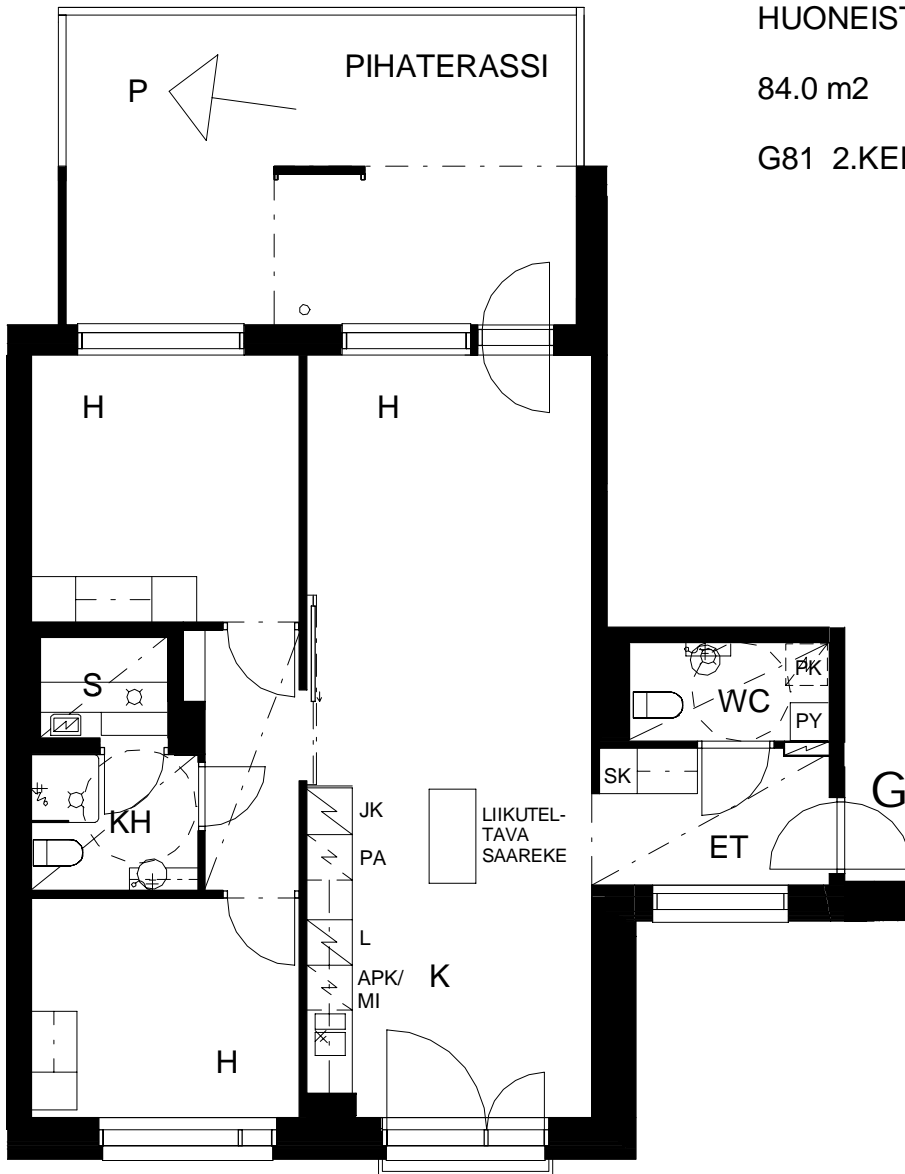 HUONEIST
PIHATERASSI
P
84.0 m2
G81 2.KE
H
H
S
WC
PK
PY
SK
G
KH
JK
LIIKUTEL-
TAVA
SAAREKE
ET
PA
L
APK/
MI
K
H